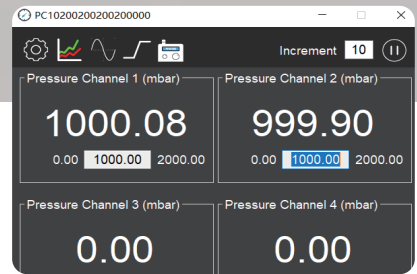 PC10200200200200000
Increment 10
Pressure Channel 1 (mbar)
1000.08
0.00 1000.00 2000.00
Pressure Channel 2 (mbar)
999.90
0.00 1000.00 2000.00
Pressure Channel 3 (mbar)
0.00
Pressure Channel 4 (mbar)
0.00